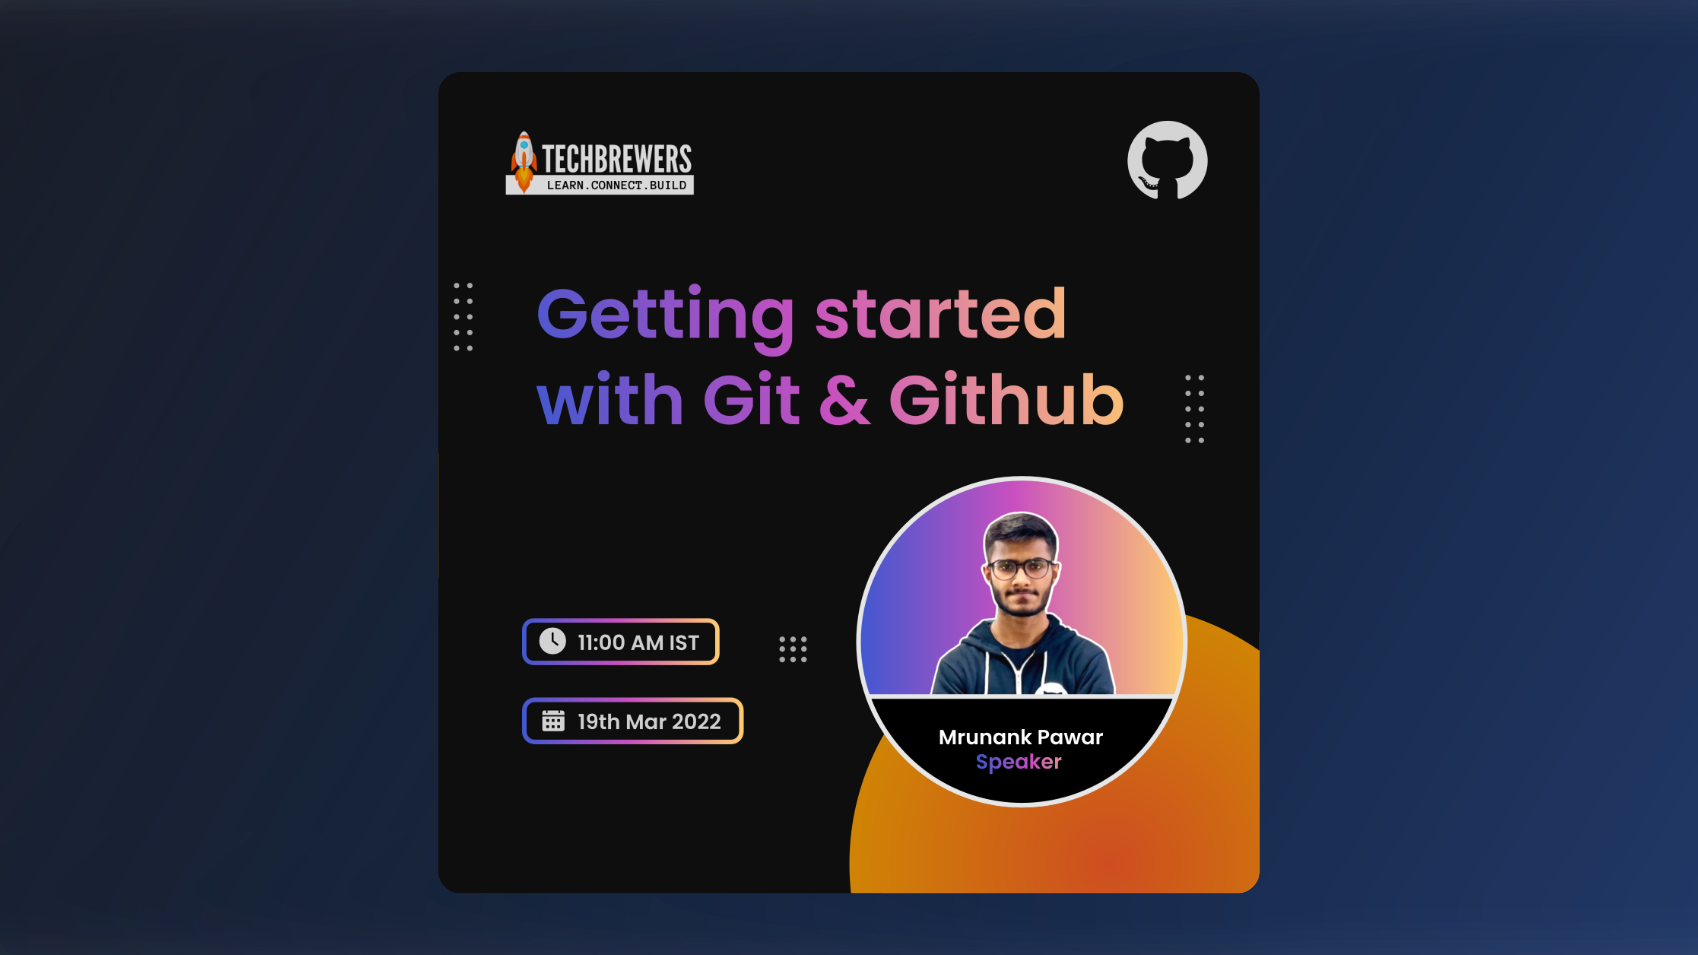 TECHBREWERS
LEARN.CONNECT.BUILD
Getting started
with Git & Github
11:00 AM IST
19th Mar 2022
Mrunank Pawar
Speaker